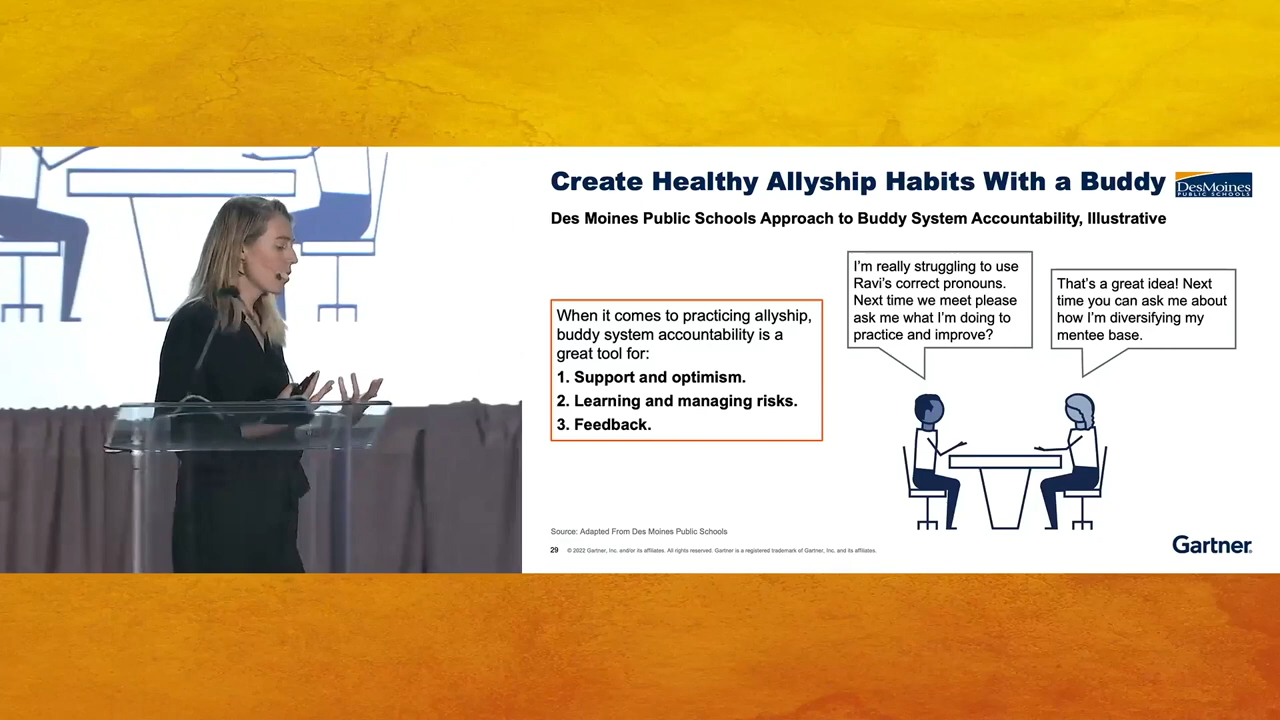 Create Healthy Allyship Habits With a Buddy
DesMoines
PUBLIC SCHOOLS
Des Moines Public Schools Approach to Buddy System Accountability, Illustrative
When it comes to practicing allyship,
buddy system accountability is a
great tool for:
1. Support and optimism.
2. Learning and managing risks.
3. Feedback.
I'm really struggling to use
Ravi's correct pronouns.
Next time we meet please
ask me what I'm doing to
practice and improve?
That's a great idea! Next
time you can ask me about
how I'm diversifying my
mentee base.
Source: Adapted From Des Moines Public Schools
29 © 2022 Gartner, Inc. and/or its affiliates. All rights reserved. Gartner is a registered trademark of Gartner, Inc. and its affiliates.
Gartner.